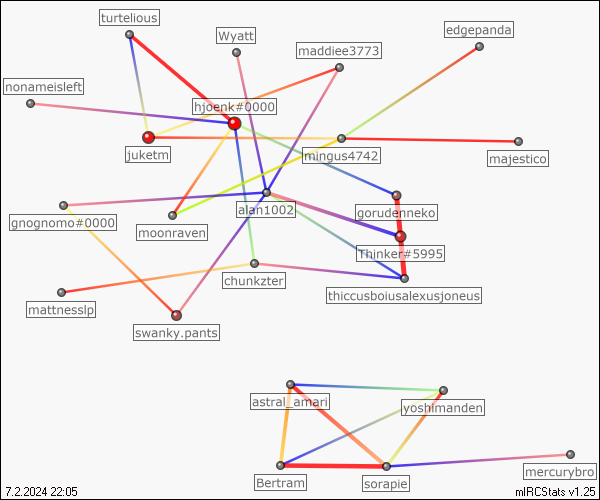 turtelious
edgepanda
Wyatt
maddiee3773
nonameisleft
hjoenk#0000
juketm
mingus4742
majestico
alan1002
gorudenneko
gnognomo#0000
moonraven
Thinker#5995
chunkzter
thiccusboiusalexusjoneus
mattnesslp
swanky.pants
astral_amari
yoshimanden
mercurybro
Bertram
sorapie
7.2.2024 22:05
mIRCStats v1.25